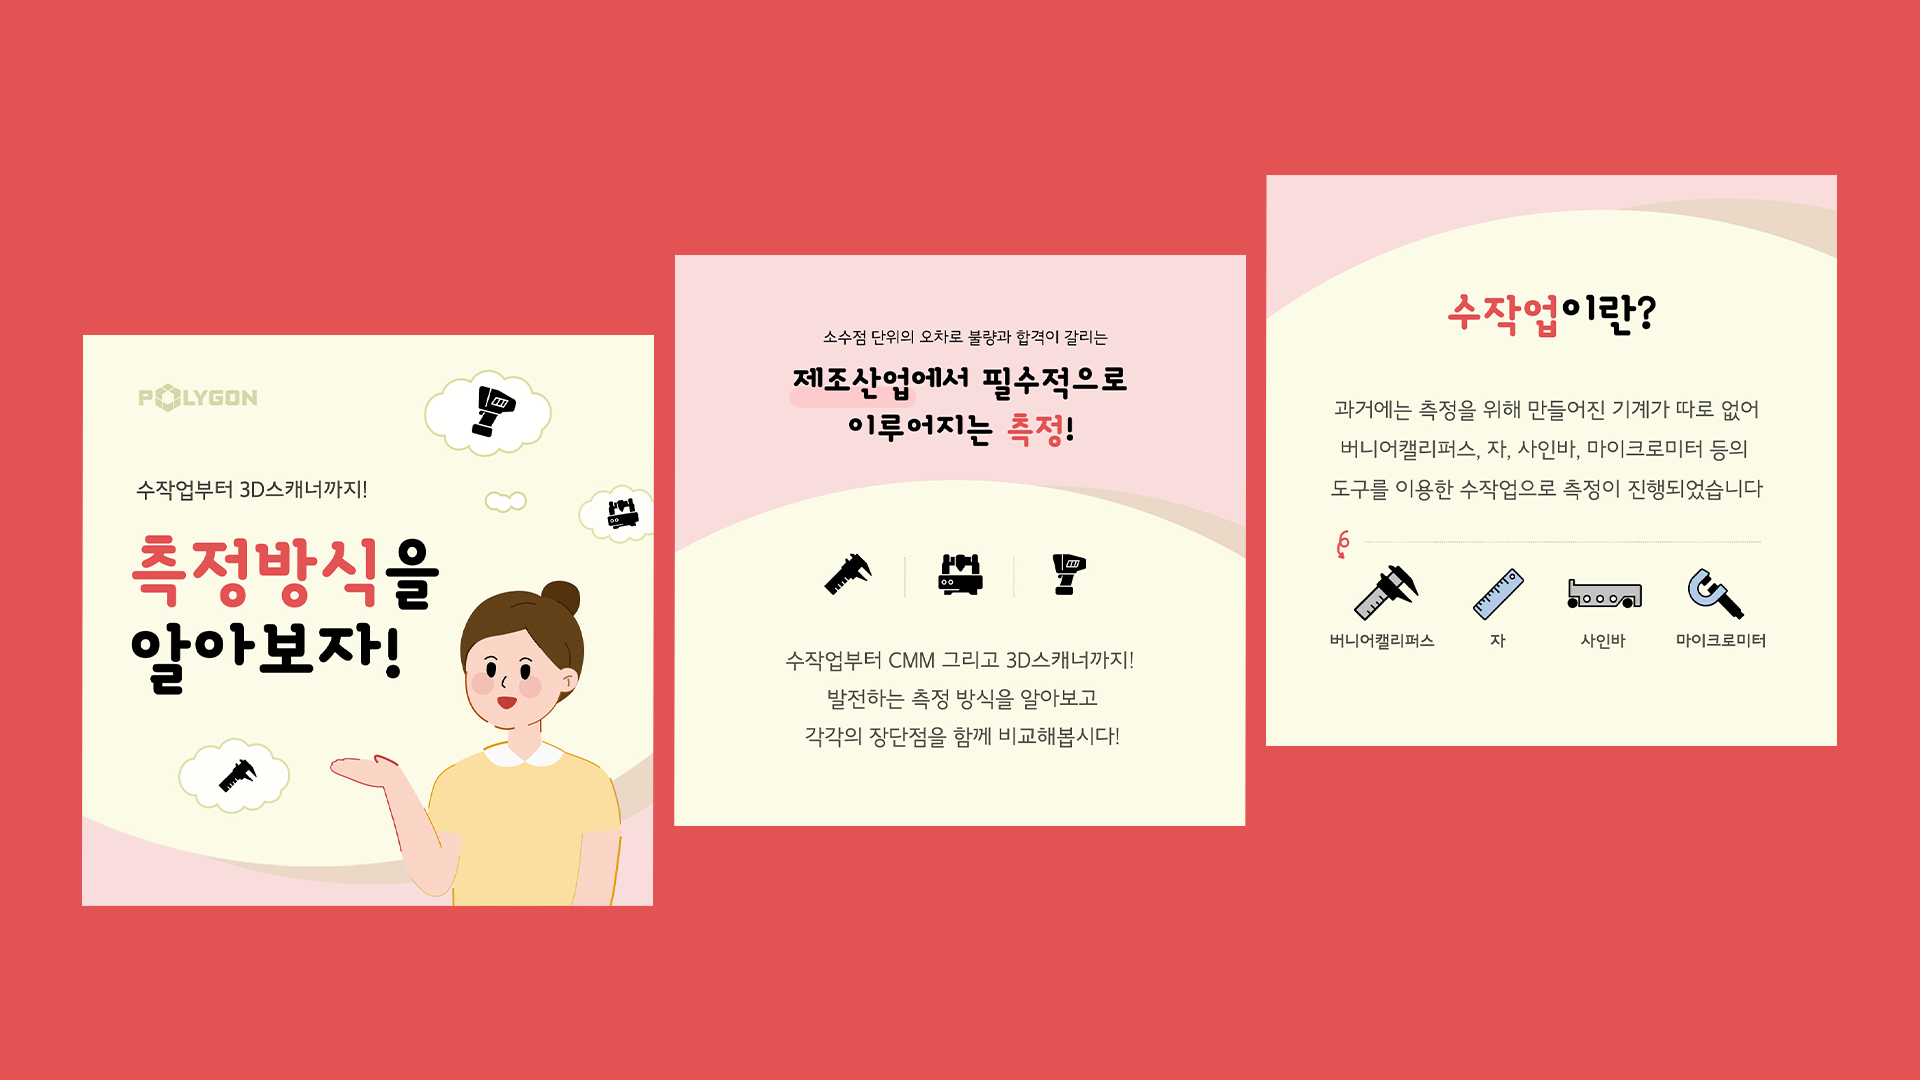 POLYGON
수작업부터 3D스캐너까지!
측정방식을
알아보자!
소수점 단위의 오차로 불량과 합격이 갈리는
제조산업에서 필수적으로
이루어지는 측정!
수작업부터 CMM 그리고 3D스캐너까지!
발전하는 측정 방식을 알아보고
각각의 장단점을 함께 비교해봅시다!
수작업이란?
과거에는 측정을 위해 만들어진 기계가 따로 없어
버니어캘리퍼스, 자, 사인바, 마이크로미터 등의
도구를 이용한 수작업으로 측정이 진행되었습니다
버니어캘리퍼스
자
사인바
마이크로미터